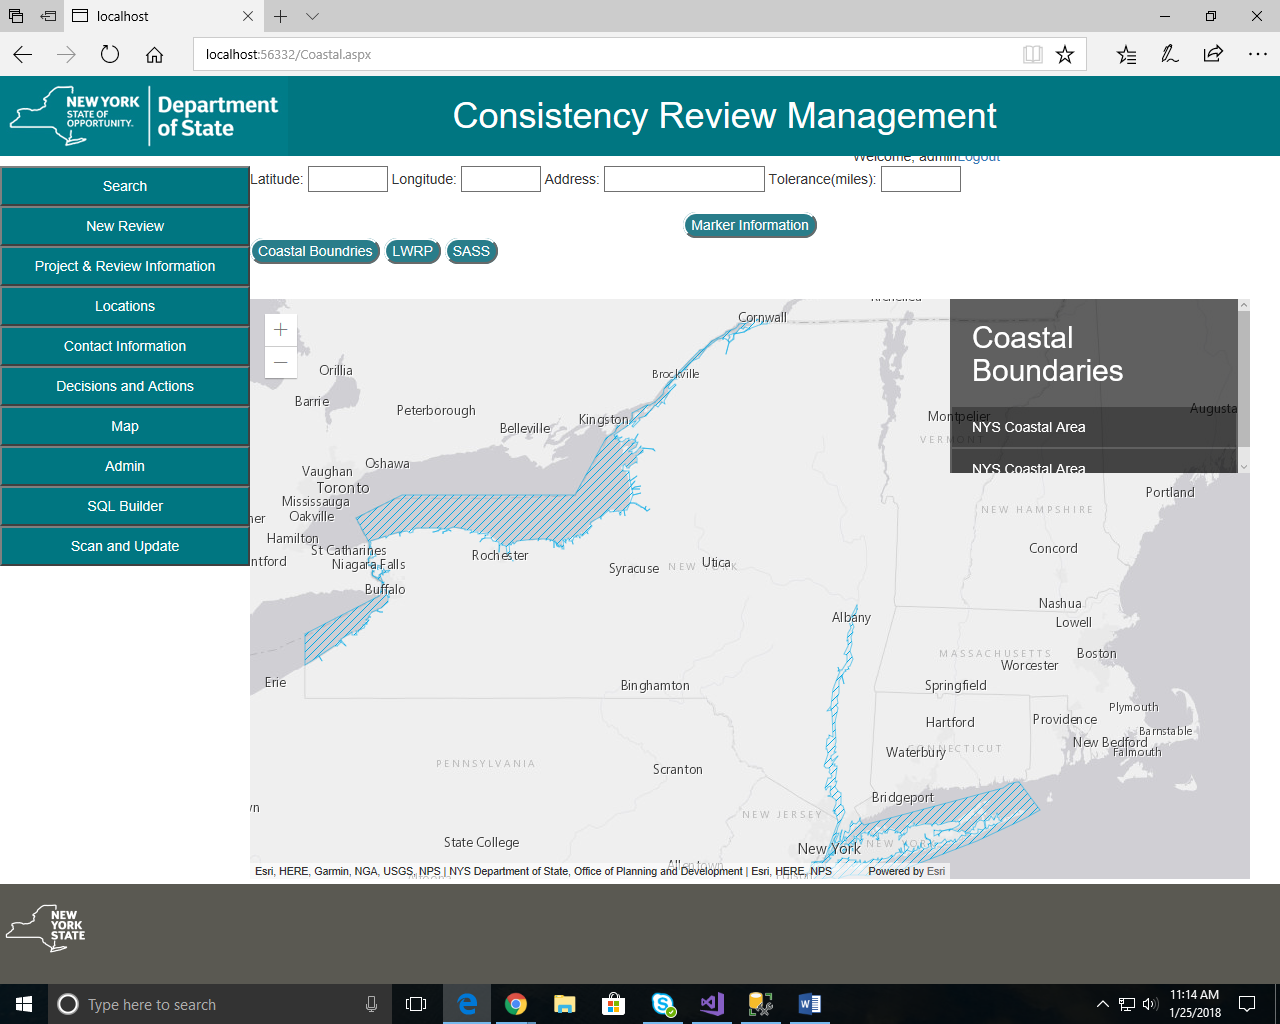 localhost
localhost:56332/Coastal.aspx
NEW YORK
STATE OF
OPPORTUNITY.
Department
of State
Consistency Review Management
Welcome, adminLogout
Search
New Review
Project & Review Information
Locations
Contact Information
Decisions and Actions
Map
Admin
SQL Builder
Scan and Update
Latitude: Longitude: Address: Tolerance(miles):
Marker Information
Coastal Boundries LWRP SASS
Coastal
Boundaries
NYS Coastal Area
NYS Coastal Area
Cornwall
Orillia
Brockville
Barrie
Peterborough
Kingston
Belleville
Montpelier
Augusta
VERMONT
Vaughan
Oshawa
Toronto
Mississauga
Oakville
Hamilton
St Catharines
Niagara Falls
ntford
Buffalo
Rochester
Syracuse
NEW YORK
Utica
Portland
NEW HAMPSHIRE
Concord
Albany
Nashua
Lowell
MASSACHUSETTS
Boston
Worcester
Erie
Binghamton
Springfield
Plymouth
Hartford
Providence
Barnstable
New Bedford
Falmouth
Waterbury
CONNECTICUT
PENNSYLVANIA
Scranton
Bridgeport
NEW JERSEY
State College
New York
NEW YORK
Allentown
Esri, HERE, Garmin, NGA, USGS, NPS | NYS Department of State, Office of Planning and Development | Esri, HERE, NPS
Powered by Esri
NEW
YORK
STATE
Type here to search
11:14 AM
1/25/2018